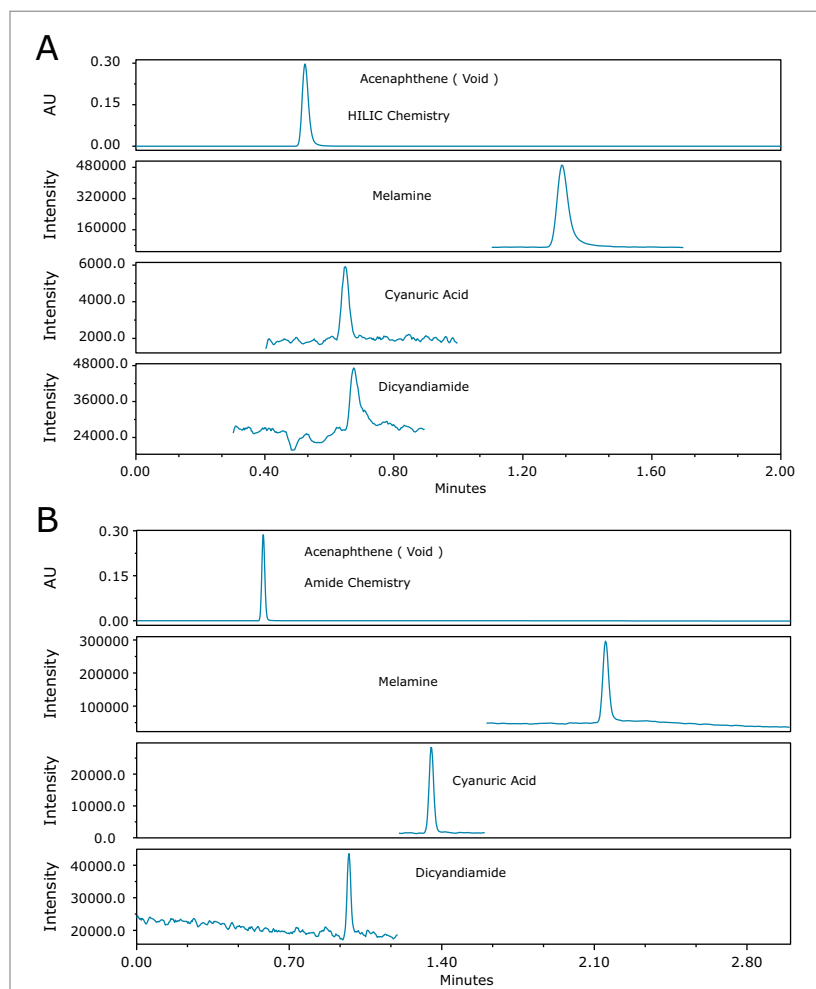 A
0.30
0.15
0.00
AU
Acenaphthene ( Void )
HILIC Chemistry
480000
320000
160000
Intensity
Melamine
6000.0
4000.0
2000.0
Intensity
Cyanuric Acid
48000.0
36000.0
24000.0
Intensity
Dicyandiamide
0.00 0.40 0.80 1.20 1.60 2.00
Minutes
B
0.30
0.15
0.00
AU
Acenaphthene ( Void )
Amide Chemistry
300000
200000
100000
Intensity
Melamine
20000.0
10000.0
0.0
Intensity
Cyanuric Acid
40000.0
30000.0
20000.0
Intensity
Dicyandiamide
0.00 0.70 1.40 2.10 2.80
Minutes